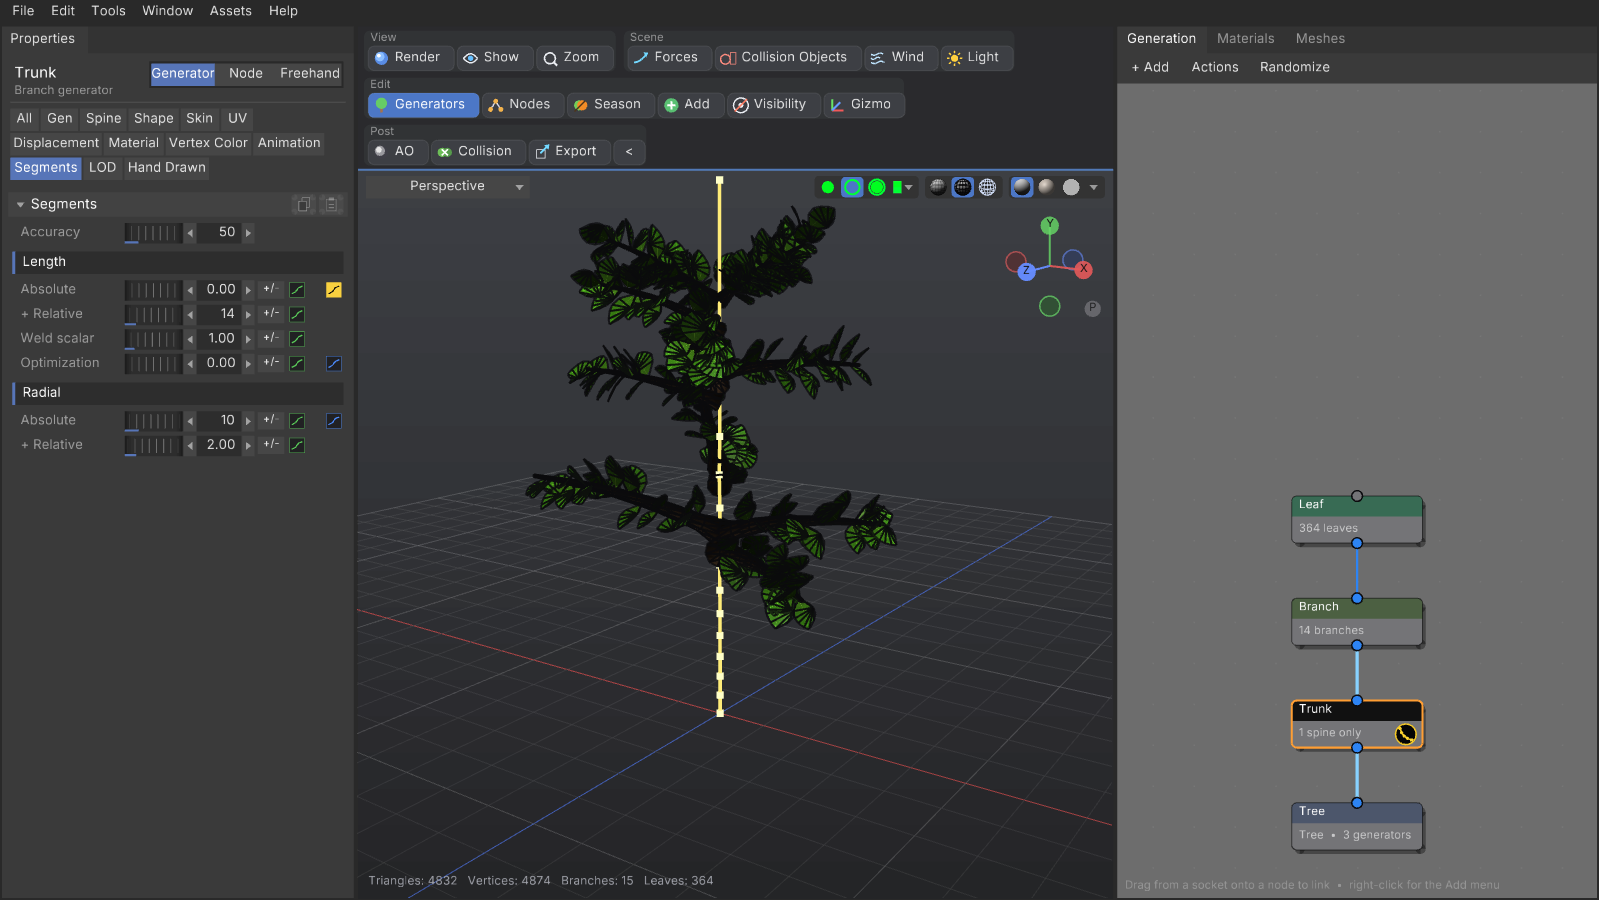 File Edit Tools Window Assets Help
Properties
Trunk
Branch generator
Generator Node Freehand
All Gen Spine Shape Skin UV
Displacement Material Vertex Color Animation
Segments LOD Hand Drawn
Segments
Accuracy 50
Length
Absolute 0.00 +/-
+ Relative 14 +/-
Weld scalar 1.00 +/-
Optimization 0.00 +/-
Radial
Absolute 10 +/-
+ Relative 2.00 +/-
View
Render Show Zoom
Scene
Forces Collision Objects Wind Light
Edit
Generators Nodes Season Add Visibility Gizmo
Post
AO Collision Export <
Perspective
Y
Z
X
P
Triangles: 4832 Vertices: 4874 Branches: 15 Leaves: 364
Generation Materials Meshes
+ Add Actions Randomize
Leaf
364 leaves
Branch
14 branches
Trunk
1 spine only
Tree
Tree • 3 generators
Drag from a socket onto a node to link • right-click for the Add menu